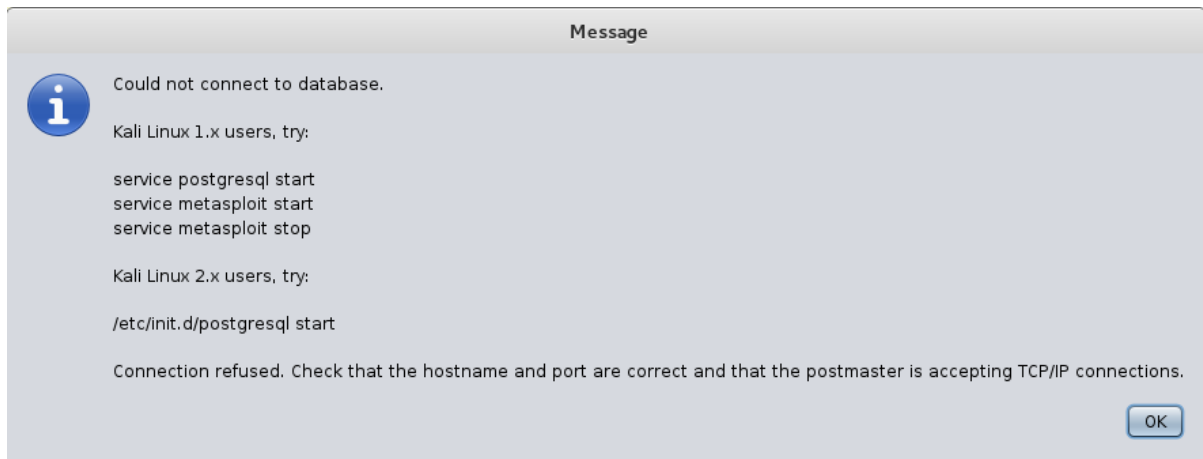 Message
Could not connect to database.
Kali Linux 1.x users, try:
service postgresql start
service metasploit start
service metasploit stop
Kali Linux 2.x users, try:
/etc/init.d/postgresql start
Connection refused. Check that the hostname and port are correct and that the postmaster is accepting TCP/IP connections.
OK